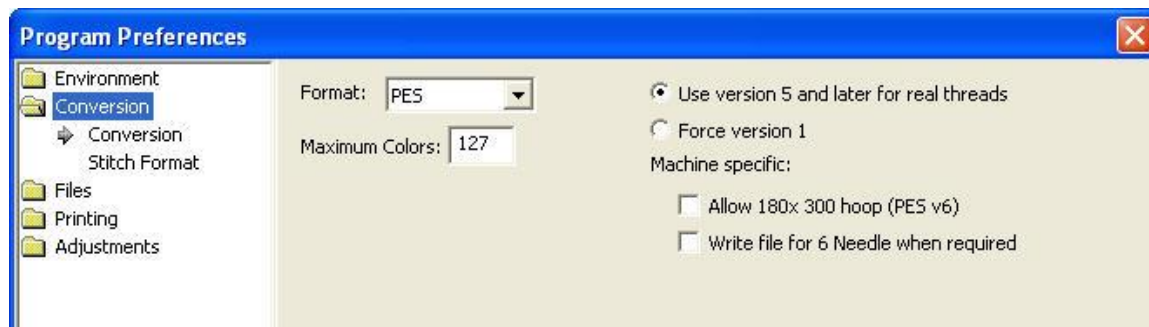 Program Preferences
Environment
Conversion
Conversion
Stitch Format
Files
Printing
Adjustments
Format: PES
Maximum Colors: 127
Use version 5 and later for real threads
Force version 1
Machine specific:
Allow 180x 300 hoop (PES v6)
Write file for 6 Needle when required